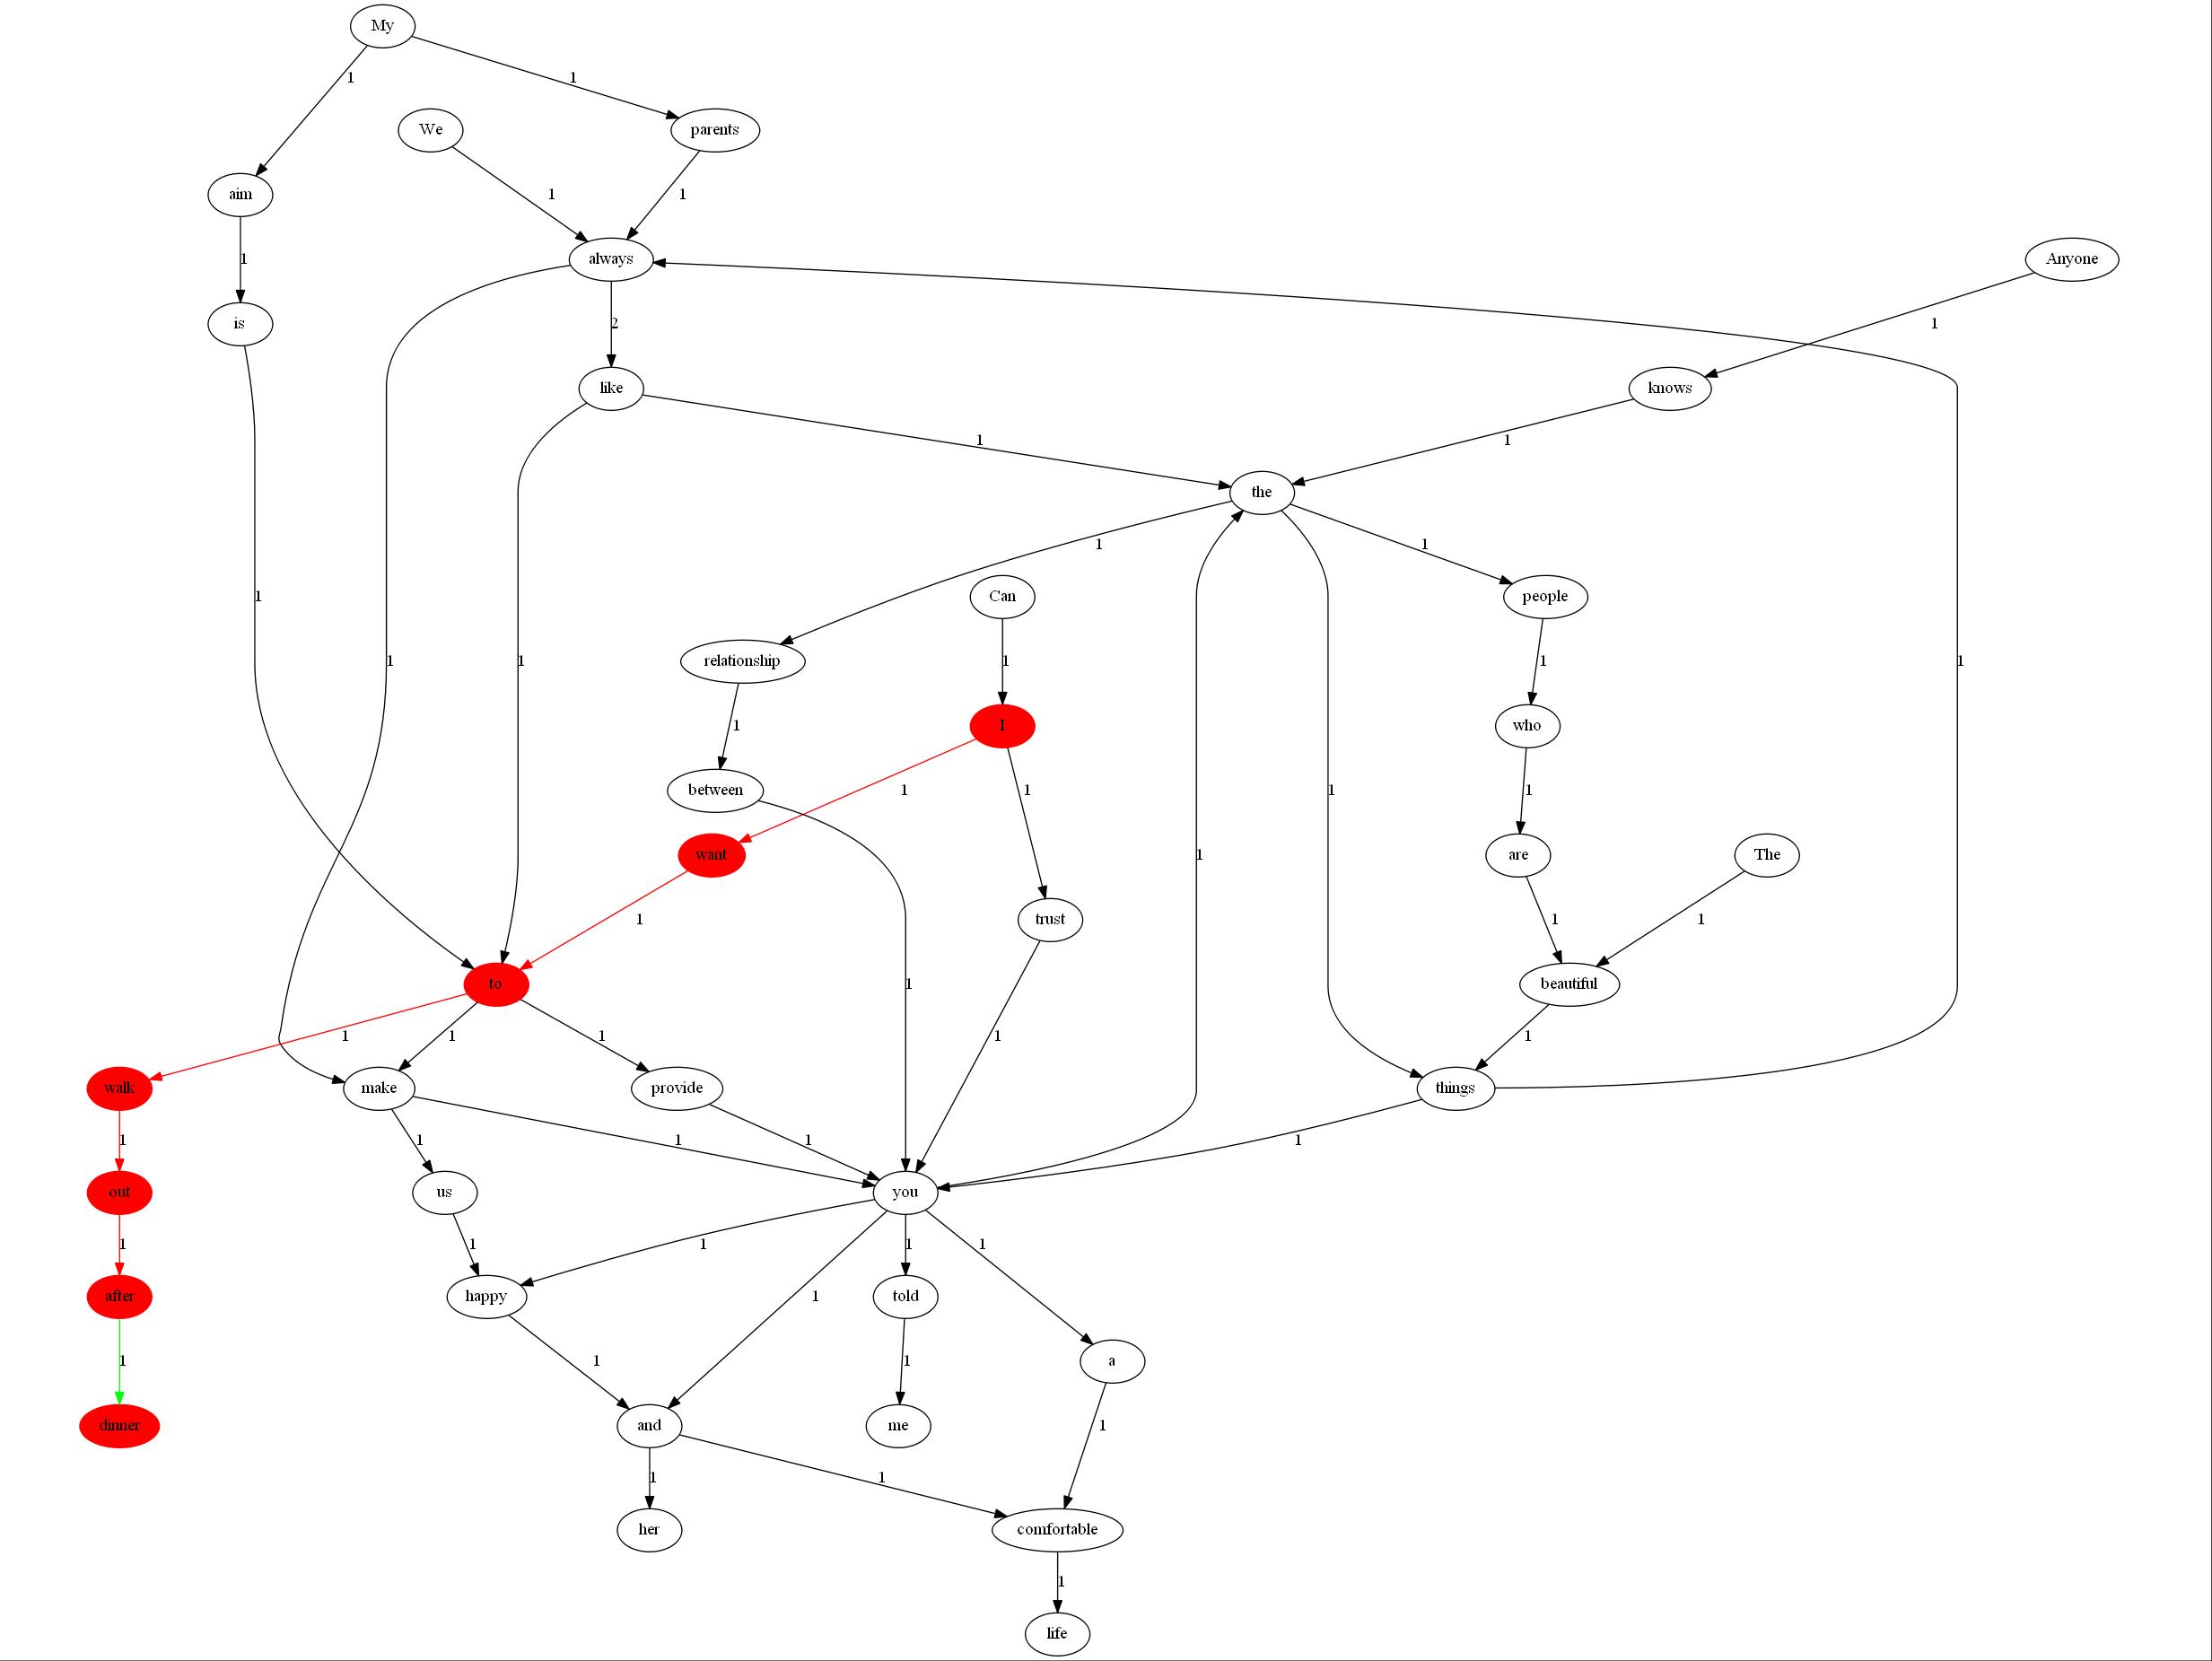 My
1
1
We
parents
aim
1
1
1
always
Anyone
is
2
1
like
knows
1
1
the
1
1
1
Can
people
1
1
1
relationship
1
1
1
I
who
between
1
1
1
1
1
want
are
The
1
trust
1
1
1
to
1
beautiful
1
1
1
1
1
walk
make
provide
things
1
1
1
1
1
out
us
you
1
1
1
1
1
after
happy
1
told
1
1
1
a
dinner
and
me
1
1
1
her
comfortable
1
life